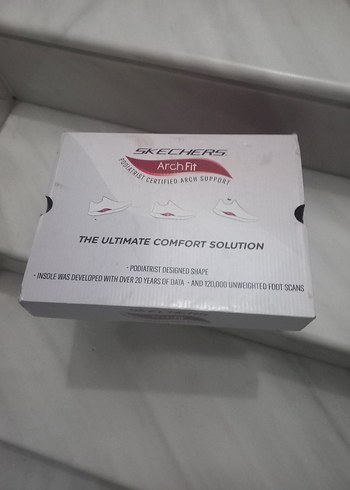 SKECHERS
Arch Fit
PODIATRIST CERTIFIED ARCH SUPPORT
THE ULTIMATE COMFORT SOLUTION
• PODIATRIST DESIGNED SHAPE
• INSOLE WAS DEVELOPED WITH OVER 20 YEARS OF DATA • AND 120,000 UNWEIGHTED FOOT SCANS